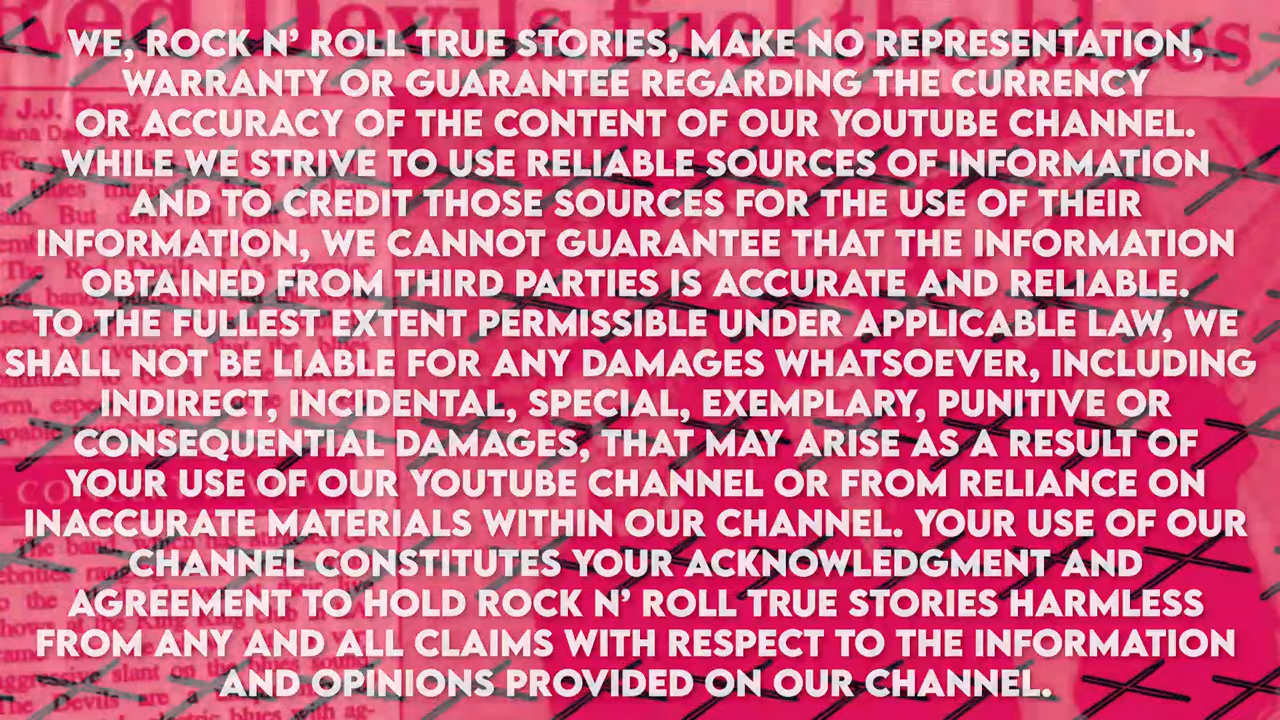 Red Devils fuel the blues
WE, ROCK N' ROLL TRUE STORIES, MAKE NO REPRESENTATION,
WARRANTY OR GUARANTEE REGARDING THE CURRENCY
OR ACCURACY OF THE CONTENT OF OUR YOUTUBE CHANNEL.
WHILE WE STRIVE TO USE RELIABLE SOURCES OF INFORMATION
AND TO CREDIT THOSE SOURCES FOR THE USE OF THEIR
INFORMATION, WE CANNOT GUARANTEE THAT THE INFORMATION
OBTAINED FROM THIRD PARTIES IS ACCURATE AND RELIABLE.
TO THE FULLEST EXTENT PERMISSIBLE UNDER APPLICABLE LAW, WE
SHALL NOT BE LIABLE FOR ANY DAMAGES WHATSOEVER, INCLUDING
INDIRECT, INCIDENTAL, SPECIAL, EXEMPLARY, PUNITIVE OR
CONSEQUENTIAL DAMAGES, THAT MAY ARISE AS A RESULT OF
YOUR USE OF OUR YOUTUBE CHANNEL OR FROM RELIANCE ON
INACCURATE MATERIALS WITHIN OUR CHANNEL. YOUR USE OF OUR
CHANNEL CONSTITUTES YOUR ACKNOWLEDGMENT AND
AGREEMENT TO HOLD ROCK N' ROLL TRUE STORIES HARMLESS
FROM ANY AND ALL CLAIMS WITH RESPECT TO THE INFORMATION
AND OPINIONS PROVIDED ON OUR CHANNEL.